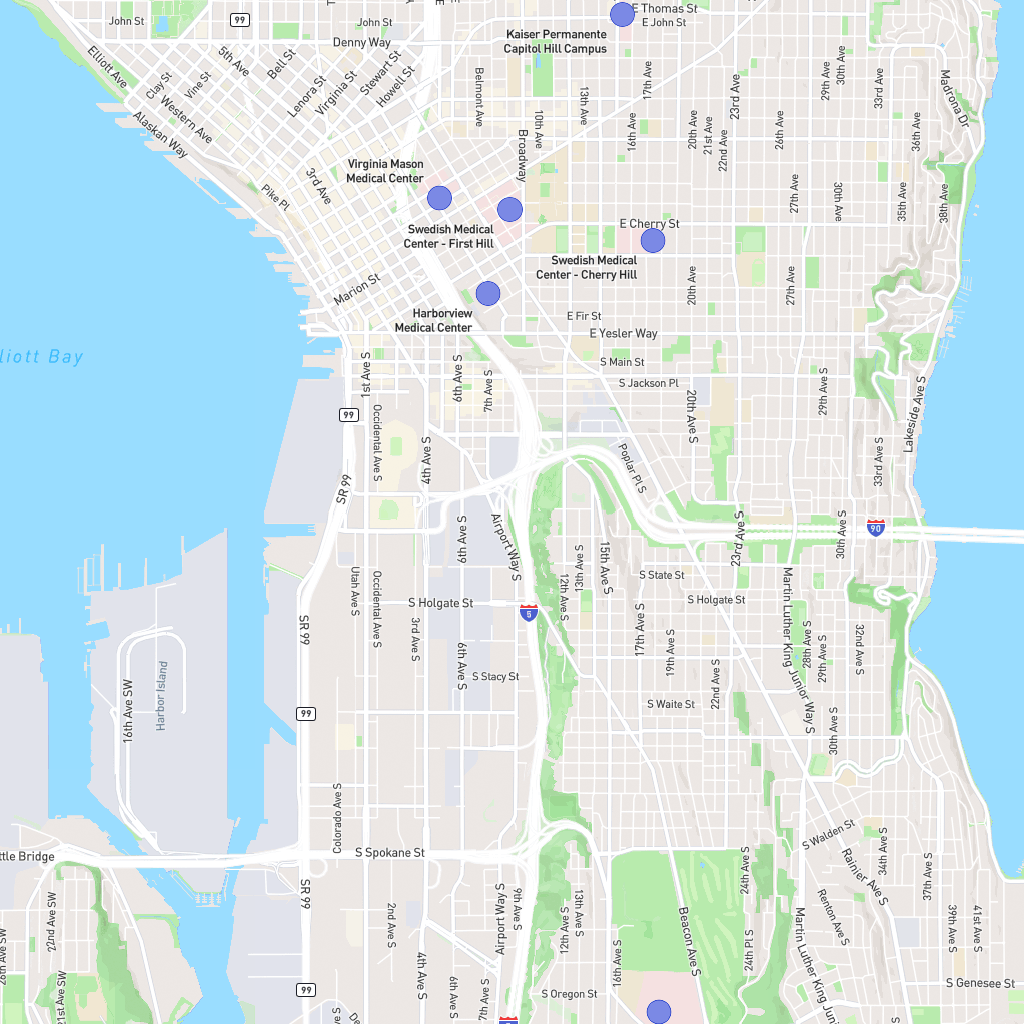 E Thomas St
John St
99
John St
E John St
Kaiser Permanente
Capitol Hill Campus
Denny Way
Elliott Ave
5th Ave
Bell St
Stewart St
Howell St
Clay St
Vine St
Lenora St
Virginia St
Belmont Ave
17th Ave
13th Ave
23rd Ave
29th Ave
30th Ave
33rd Ave
Madrona Dr
Western Ave
Alaskan Way
10th Ave
Broadway
16th Ave
20th Ave
21st Ave
22nd Ave
26th Ave
36th Ave
Virginia Mason
Medical Center
3rd Ave
Pike Pl
27th Ave
30th Ave
35th Ave
38th Ave
Swedish Medical
Center - First Hill
E Cherry St
Swedish Medical
Center - Cherry Hill
20th Ave
27th Ave
Marion St
Harborview
Medical Center
E Fir St
E Yesler Way
lliott Bay
1st Ave S
6th Ave S
7th Ave S
S Main St
S Jackson Pl
20th Ave S
29th Ave S
Lakeside Ave S
99
Occidental Ave S
4th Ave S
Poplar Pl S
33rd Ave S
SR 99
6th Ave S
Airport Way S
23rd Ave S
30th Ave S
90
13th Ave S
15th Ave S
12th Ave S
S State St
Utah Ave S
Occidental Ave S
S Holgate St
5
S Holgate St
Martin Luther King Junior Way S
SR 99
3rd Ave S
6th Ave S
17th Ave S
19th Ave S
28th Ave S
29th Ave S
32nd Ave S
S Stacy St
22nd Ave S
16th Ave SW
Harbor Island
99
S Waite St
30th Ave S
Colorado Ave S
S Walden St
ttle Bridge
S Spokane St
Rainier Ave S
34th Ave S
37th Ave S
24th Ave S
SR 99
2nd Ave S
Airport Way S
9th Ave S
13th Ave S
12th Ave S
Beacon Ave S
Renton Ave S
39th Ave S
41st Ave S
22nd Ave SW
26th Ave SW
21st Ave SW
4th Ave S
6th Ave S
7th Ave S
16th Ave S
24th Pl S
Martin Luther King Juni
99
S Oregon St
S Genesee St